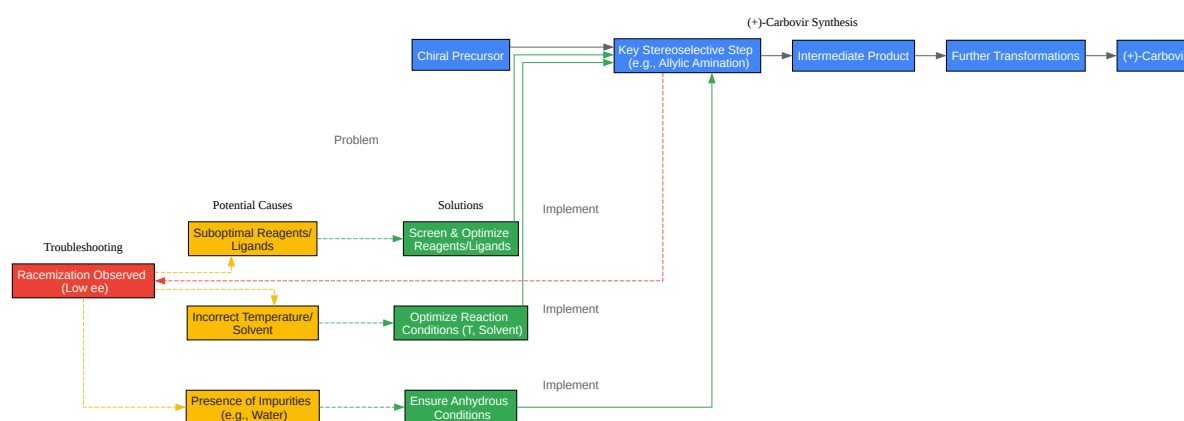 (+)-Carbovir Synthesis
Chiral Precursor
Key Stereoselective Step
(e.g., Allylic Amination)
Intermediate Product
Further Transformations
(+)-Carbovi
Problem
Potential Causes
Solutions
Implement
Suboptimal Reagents/
Ligands
Screen & Optimize
Reagents/Ligands
Troubleshooting
Racemization Observed
(Low ee)
Incorrect Temperature/
Solvent
Optimize Reaction
Conditions (T, Solvent)
Implement
Implement
Presence of Impurities
(e.g., Water)
Ensure Anhydrous
Conditions